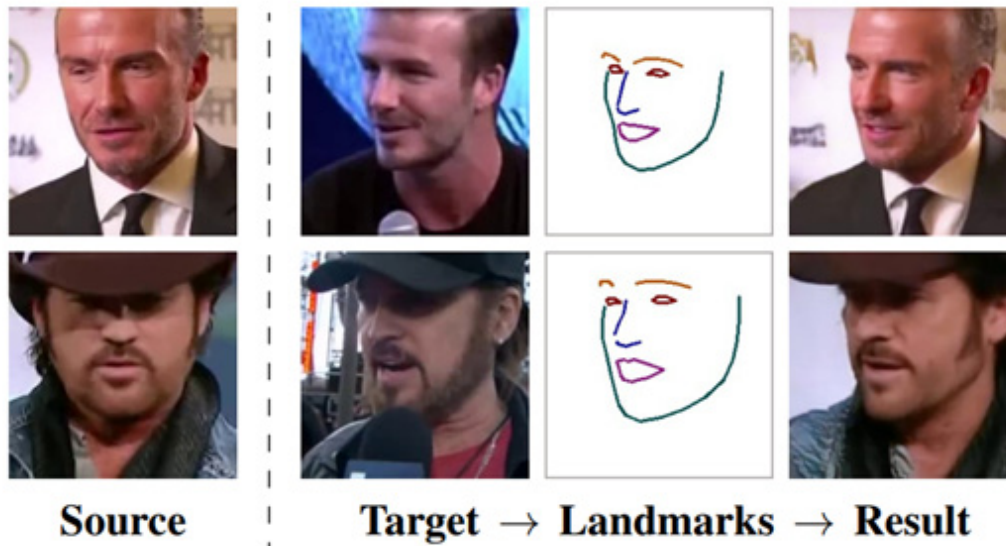 Source
Target → Landmarks → Result